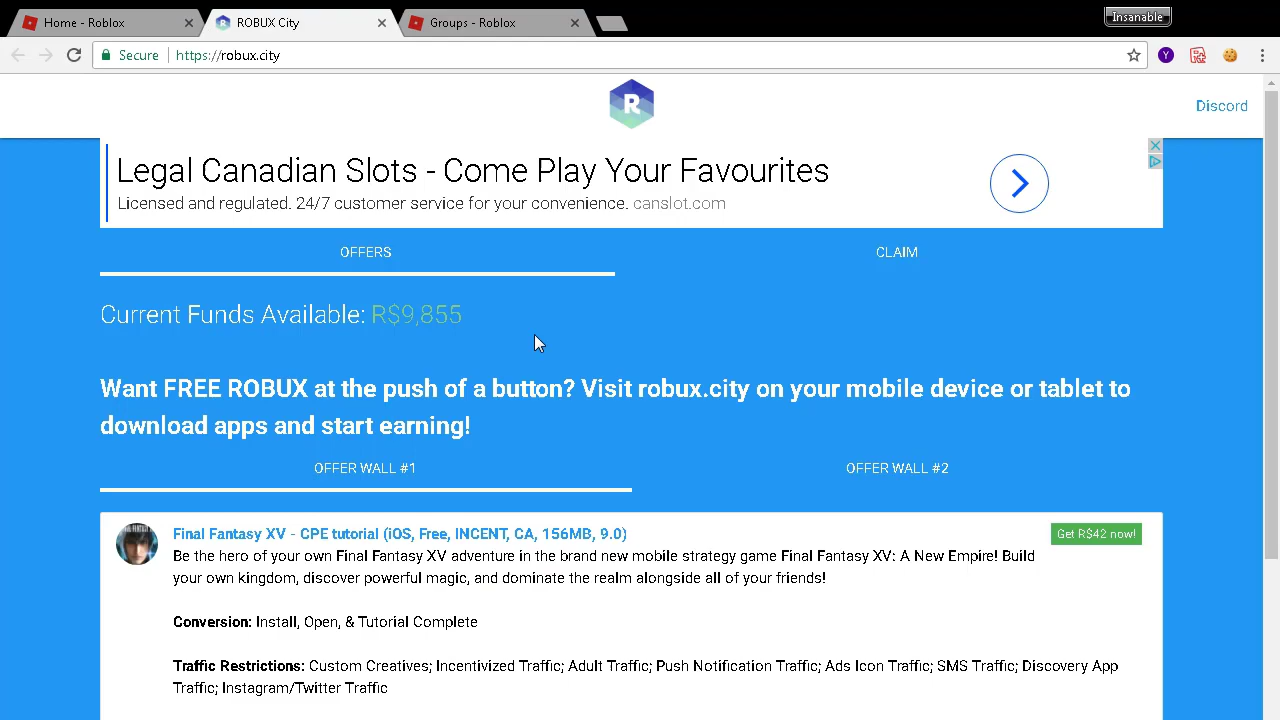 Home - Roblox
ROBUX City
Groups - Roblox
Insanable
Secure
https://robux.city
Y
R
Discord
Legal Canadian Slots - Come Play Your Favourites
Licensed and regulated. 24/7 customer service for your convenience. canslot.com
OFFERS
CLAIM
Current Funds Available: R$9,855
Want FREE ROBUX at the push of a button? Visit robux.city on your mobile device or tablet to
download apps and start earning!
OFFER WALL #1
OFFER WALL #2
Final Fantasy XV - CPE tutorial (iOS, Free, INCENT, CA, 156MB, 9.0)
Get R$42 now!
Be the hero of your own Final Fantasy XV adventure in the brand new mobile strategy game Final Fantasy XV: A New Empire! Build
your own kingdom, discover powerful magic, and dominate the realm alongside all of your friends!
Conversion: Install, Open, & Tutorial Complete
Traffic Restrictions: Custom Creatives; Incentivized Traffic; Adult Traffic; Push Notification Traffic; Ads Icon Traffic; SMS Traffic; Discovery App
Traffic; Instagram/Twitter Traffic